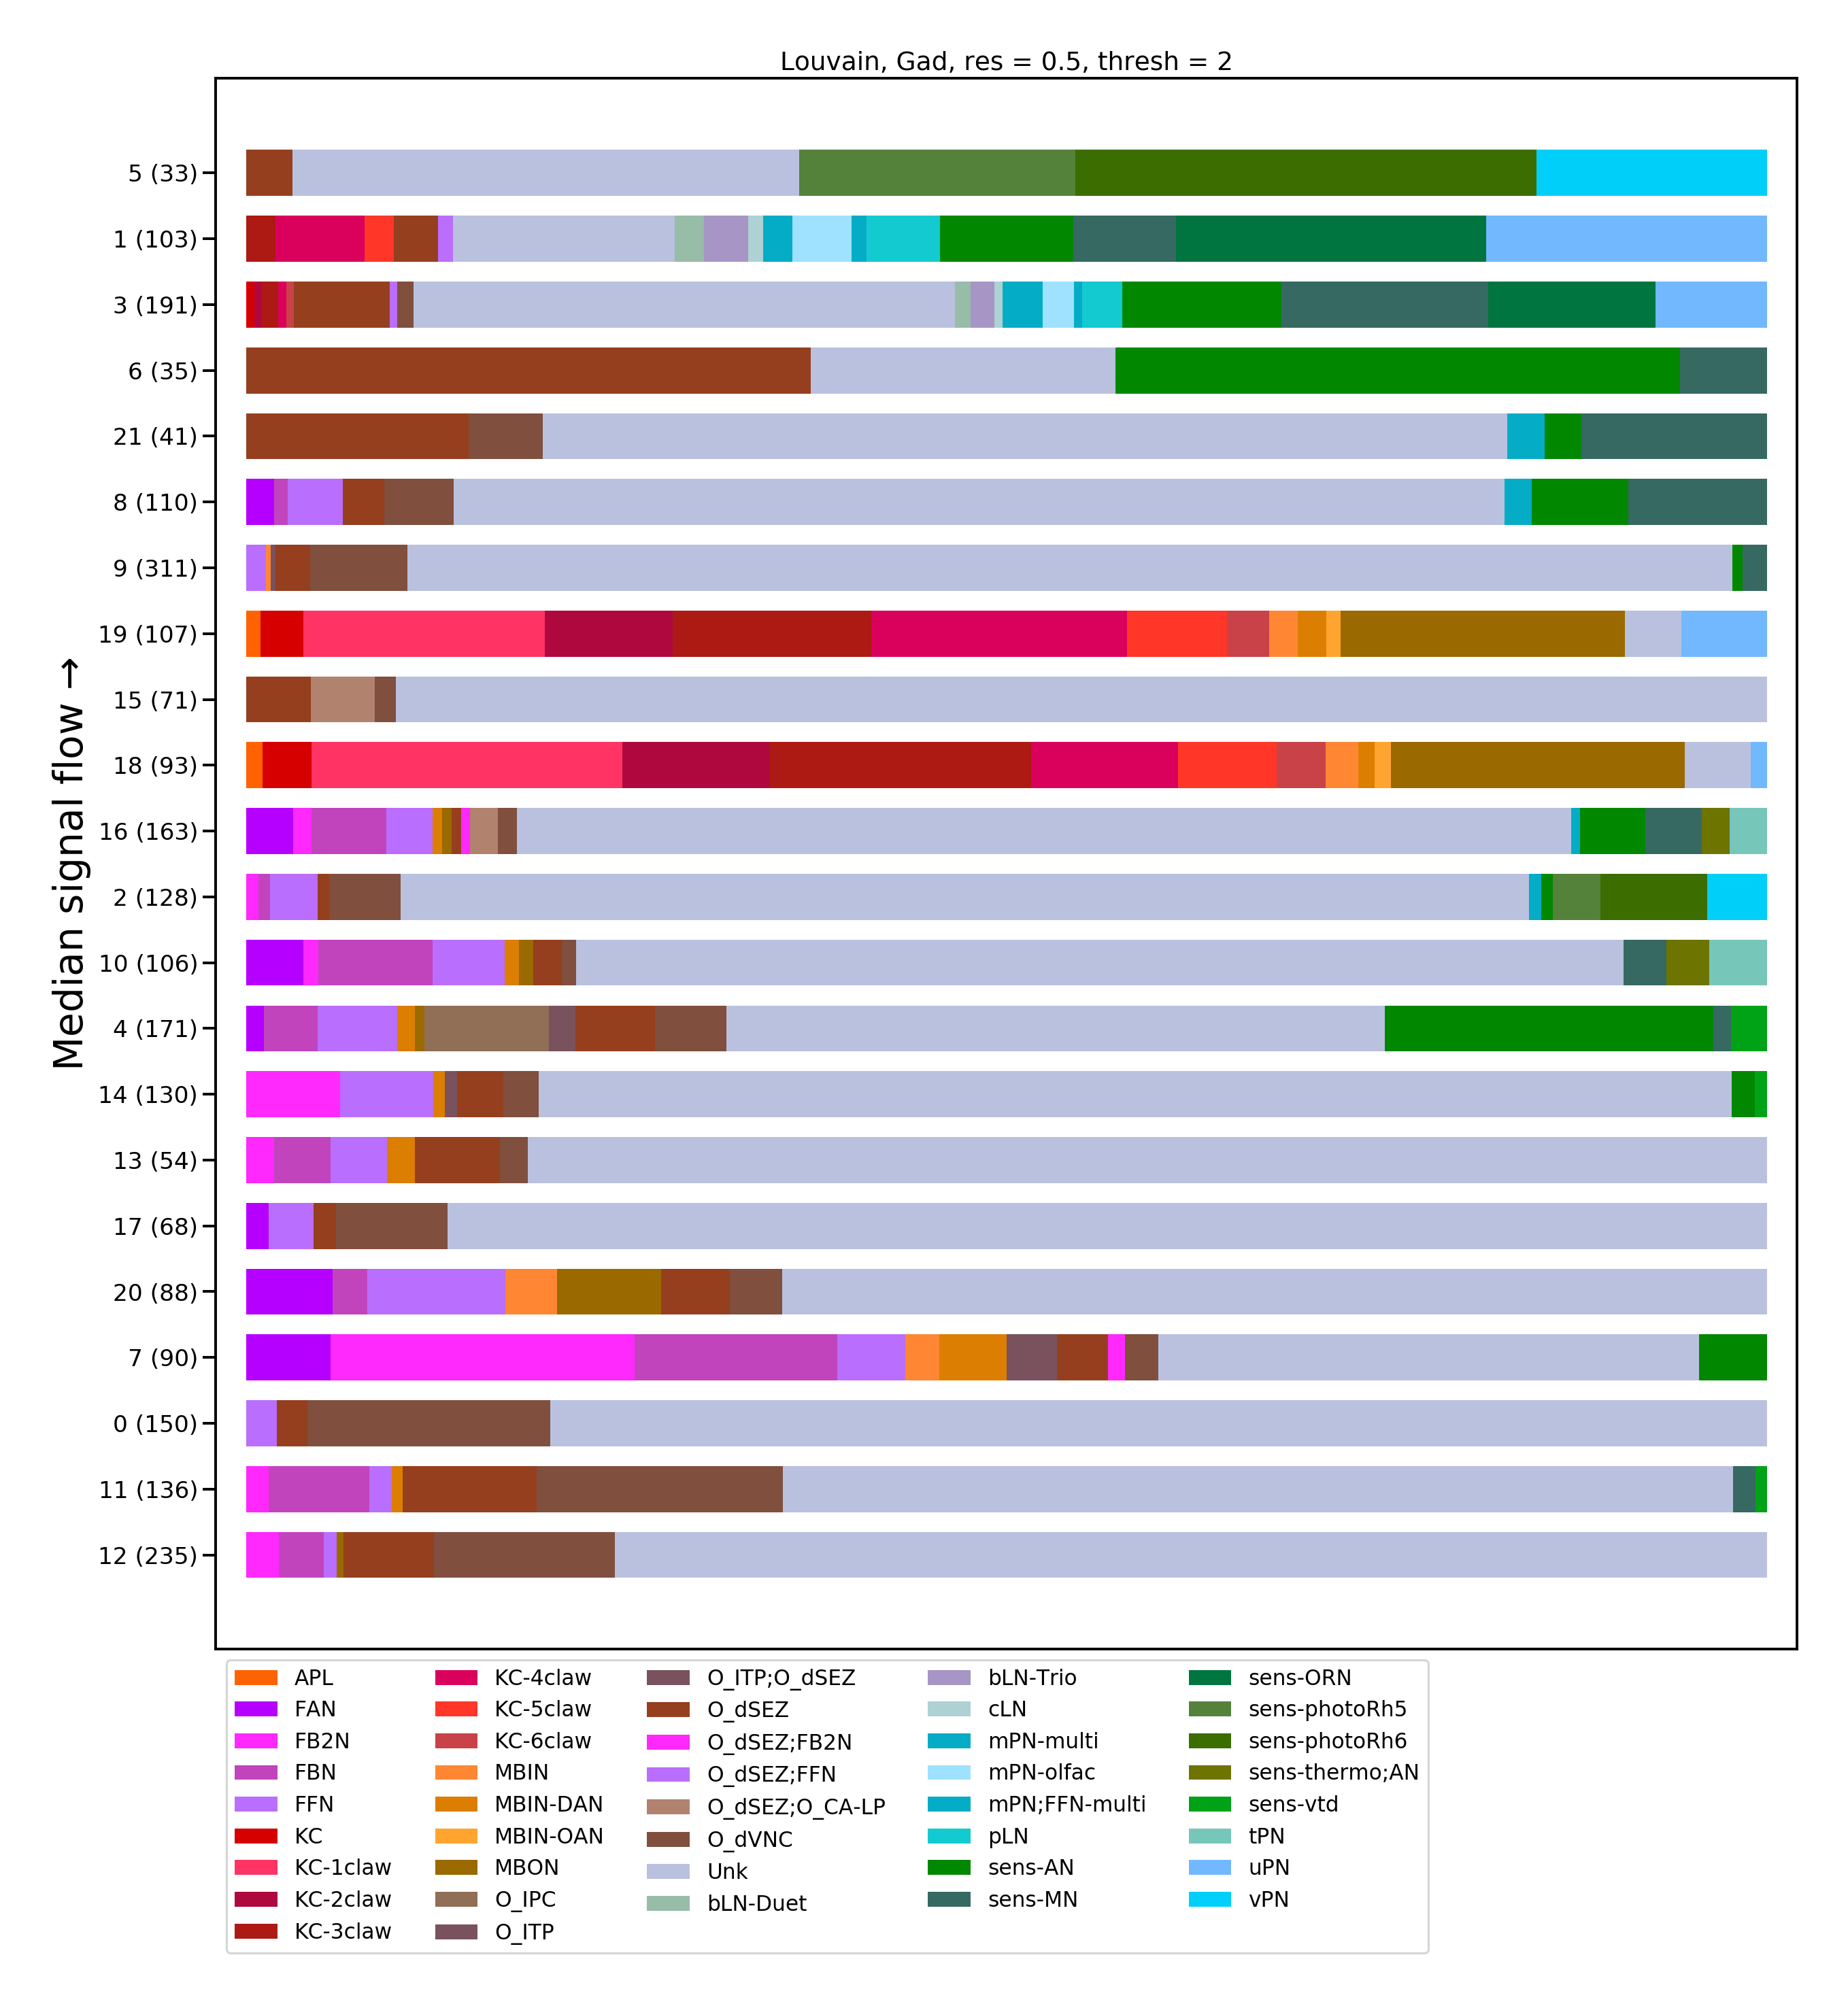 Louvain, Gad, res = 0.5, thresh = 2
Median signal flow →
5 (33)
1 (103)
3 (191)
6 (35)
21 (41)
8 (110)
9 (311)
19 (107)
15 (71)
18 (93)
16 (163)
2 (128)
10 (106)
4 (171)
14 (130)
13 (54)
17 (68)
20 (88)
7 (90)
0 (150)
11 (136)
12 (235)
APL
FAN
FB2N
FBN
FFN
KC
KC-1claw
KC-2claw
KC-3claw
KC-4claw
KC-5claw
KC-6claw
MBIN
MBIN-DAN
MBIN-OAN
MBON
O_IPC
O_ITP
O_ITP;O_dSEZ
O_dSEZ
O_dSEZ;FB2N
O_dSEZ;FFN
O_dSEZ;O_CA-LP
O_dVNC
Unk
bLN-Duet
bLN-Trio
cLN
mPN-multi
mPN-olfac
mPN;FFN-multi
pLN
sens-AN
sens-MN
sens-ORN
sens-photoRh5
sens-photoRh6
sens-thermo;AN
sens-vtd
tPN
uPN
vPN